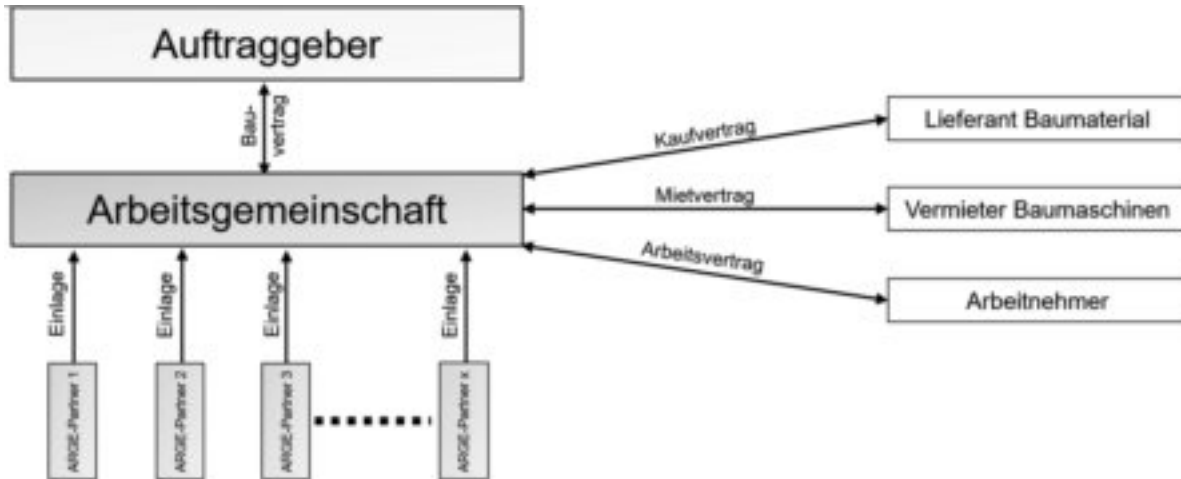 Auftraggeber
Bau-
vertrag
Kaufvertrag
Lieferant Baumaterial
Arbeitsgemeinschaft
Mietvertrag
Vermieter Baumaschinen
Arbeitsvertrag
Arbeitnehmer
Einlage
Einlage
Einlage
Einlage
ARGE-Partner 1
ARGE-Partner 2
ARGE-Partner 3
ARGE-Partner x